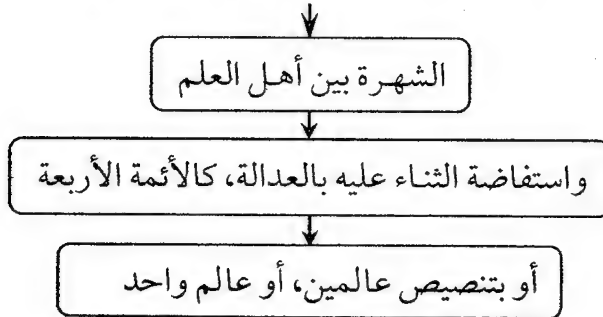 الشهرة بين أهل العلم
واستفاضة الثناء عليه بالعدالة، كالأئمة الأربعة
أو بتنصيص عالمين، أو عالم واحد